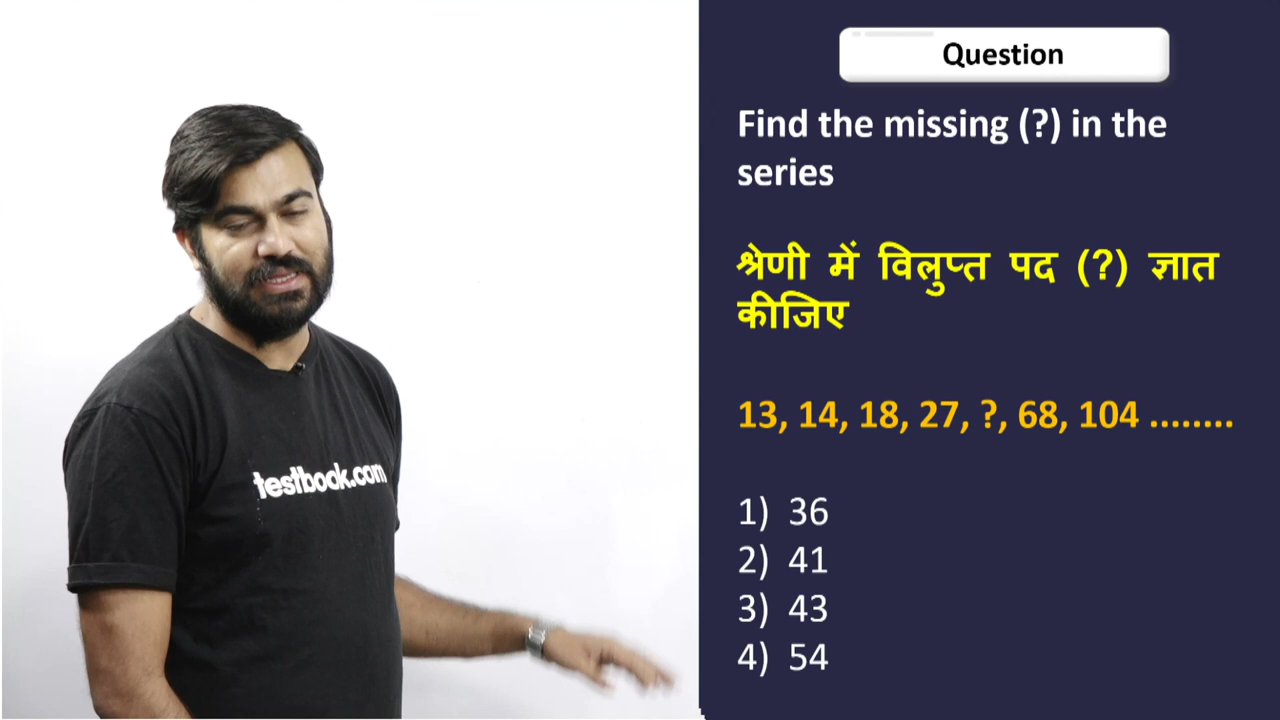 Question
Find the missing (?) in the
series
श्रेणी में विलुप्त पद (?) ज्ञात
कीजिए
13, 14, 18, 27, ?, 68, 104 ........
1) 36
2) 41
3) 43
4) 54
testbook.com